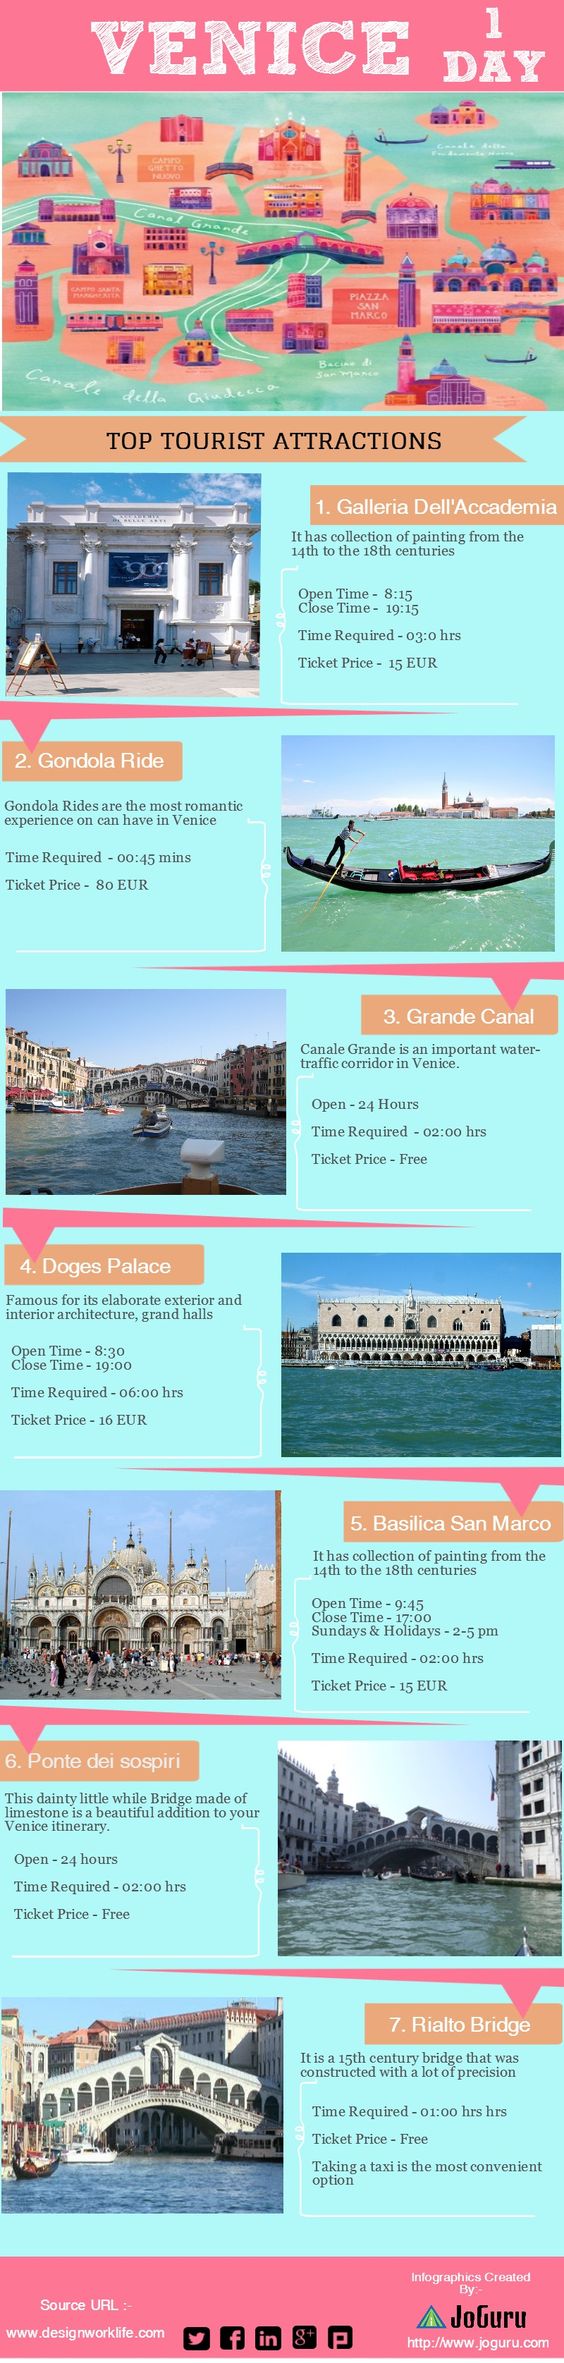 VENICE 1 DAY
CAMPO GHETTO NUOVO
Canal Grande
CAMPO SANTA MARGHERITA
PIAZZA SAN MARCO
Bacino di San Marco
Canale della Giudecca
TOP TOURIST ATTRACTIONS
ACCADEMIA DI BELLE ARTI
1. Galleria Dell'Accademia
It has collection of painting from the
14th to the 18th centuries
Open Time - 8:15
Close Time - 19:15
Time Required - 03:0 hrs
Ticket Price - 15 EUR
2. Gondola Ride
Gondola Rides are the most romantic
experience on can have in Venice
Time Required - 00:45 mins
Ticket Price - 80 EUR
3. Grande Canal
Canale Grande is an important water-
traffic corridor in Venice.
Open - 24 Hours
Time Required - 02:00 hrs
Ticket Price - Free
4. Doges Palace
Famous for its elaborate exterior and
interior architecture, grand halls
Open Time - 8:30
Close Time - 19:00
Time Required - 06:00 hrs
Ticket Price - 16 EUR
5. Basilica San Marco
It has collection of painting from the
14th to the 18th centuries
Open Time - 9:45
Close Time - 17:00
Sundays & Holidays - 2-5 pm
Time Required - 02:00 hrs
Ticket Price - 15 EUR
6. Ponte dei sospiri
This dainty little while Bridge made of
limestone is a beautiful addition to your
Venice itinerary.
Open - 24 hours
Time Required - 02:00 hrs
Ticket Price - Free
7. Rialto Bridge
It is a 15th century bridge that was
constructed with a lot of precision
Time Required - 01:00 hrs hrs
Ticket Price - Free
Taking a taxi is the most convenient
option
Source URL :-
www.designworklife.com
Infographics Created
By:-
JoGuru
http://www.joguru.com